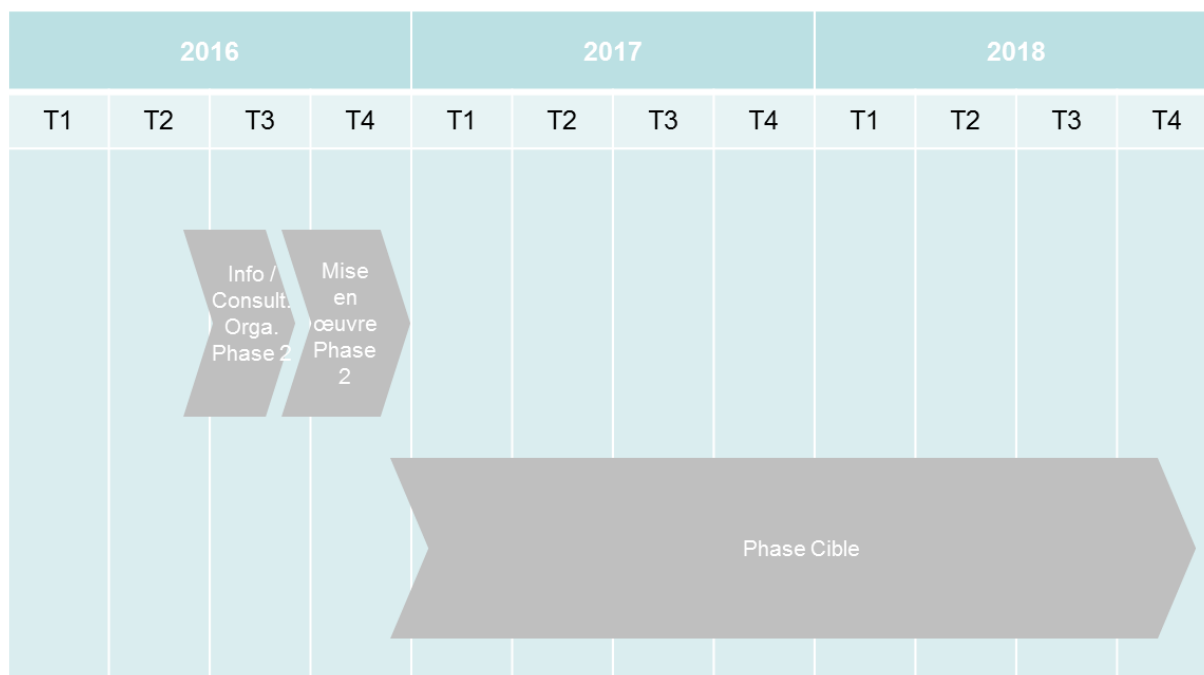 2016 2017 2018
T1 T2 T3 T4 T1 T2 T3 T4 T1 T2 T3 T4
Info /
Consult.
Orga.
Phase 2
Mise
en
œuvre
Phase
2
Phase Cible